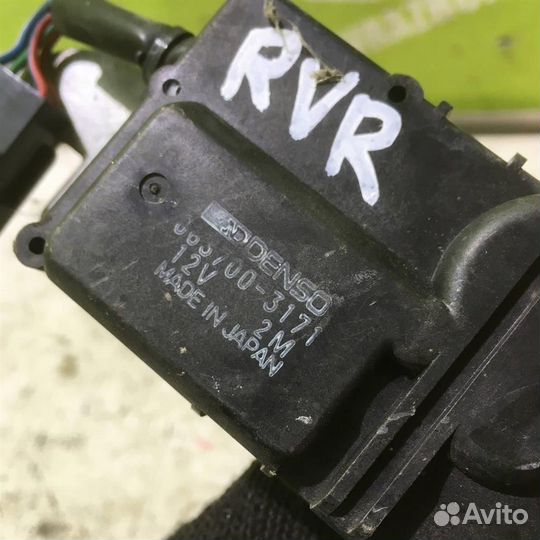 RVR
DENSO
063700-3171
12V 2M
MADE IN JAPAN
Avito